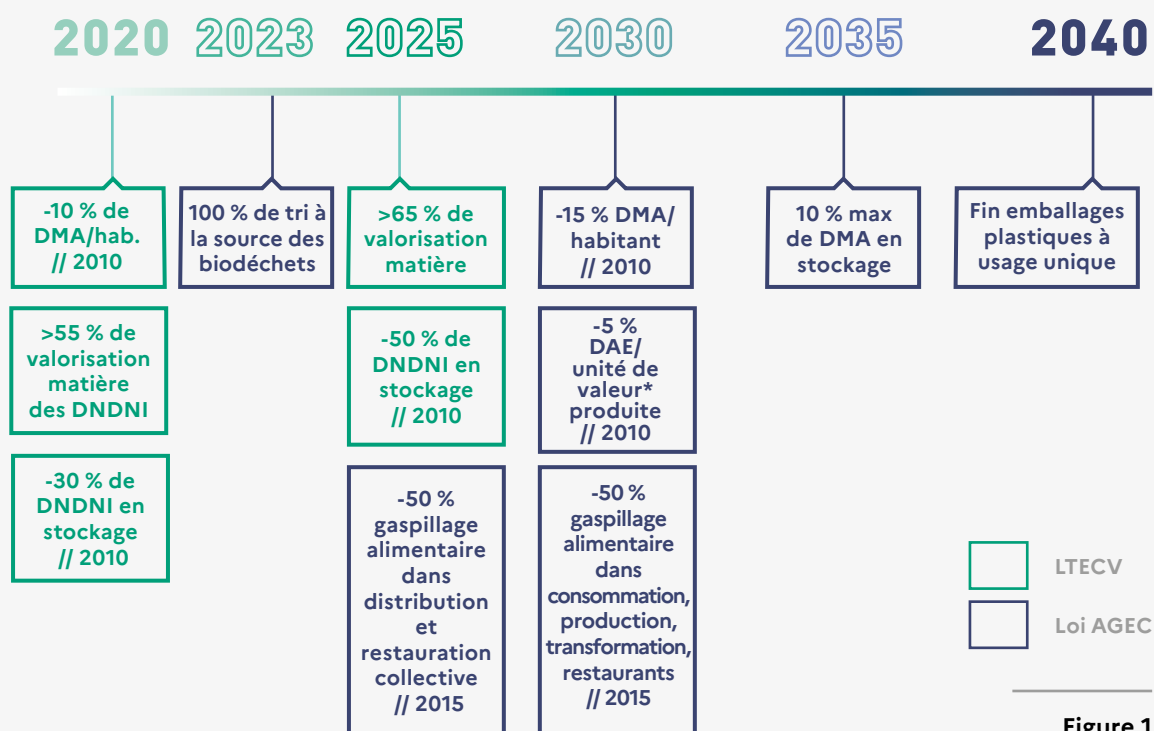 2020 2023 2025 2030 2035 2040
-10 % de
DMA/hab.
// 2010
>55 % de
valorisation
matière
des DNDNI
-30 % de
DNDNI en
stockage
// 2010
100 % de tri à
la source des
biodéchets
>65 % de
valorisation
matière
-50 % de
DNDNI en
stockage
// 2010
-50 %
gaspillage
alimentaire
dans
distribution
et
restauration
collective
// 2015
-15 % DMA/
habitant
// 2010
-5 %
DAE/
unité de
valeur*
produite
// 2010
-50 %
gaspillage
alimentaire
dans
consommation,
production,
transformation,
restaurants
// 2015
10 % max
de DMA en
stockage
Fin emballages
plastiques à
usage unique
LTECV
Loi AGEC
Figure 1